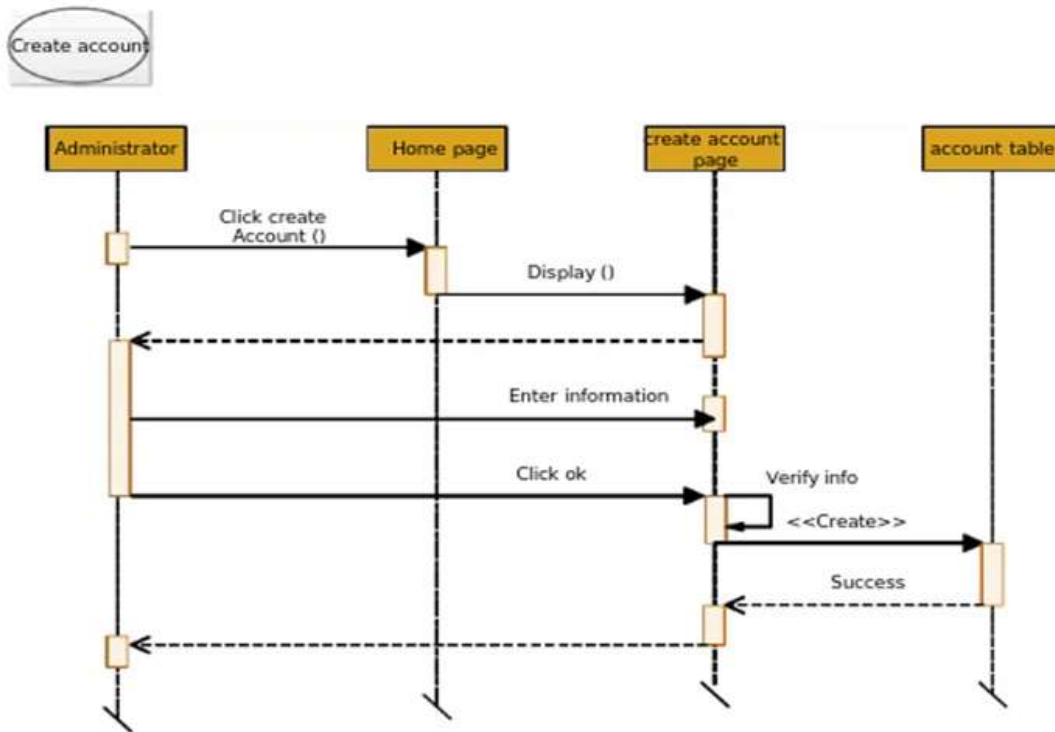 Create account
Administrator
Home page
create account
page
account table
Click create
Account ()
Display ()
Enter information
Click ok
Verify info
<<Create>>
Success